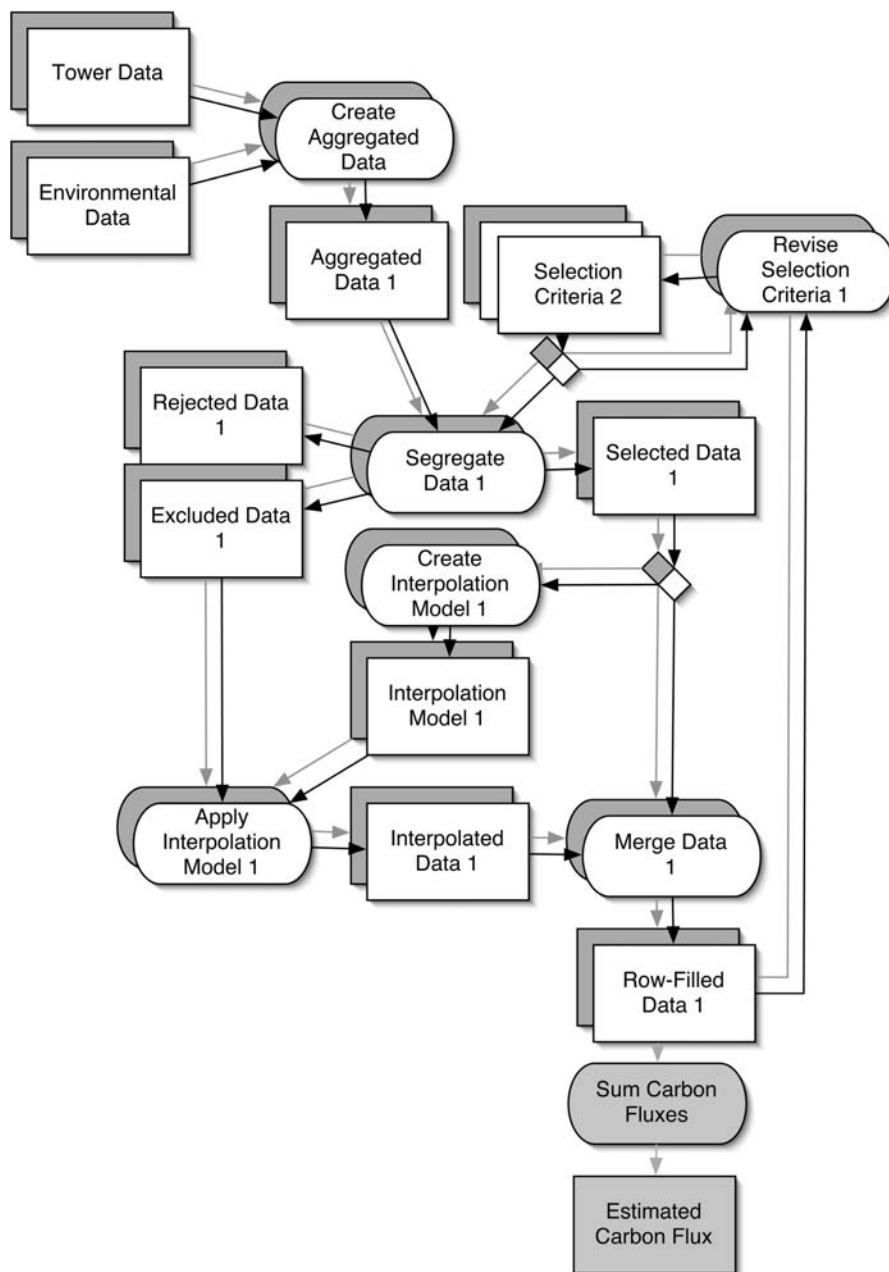 Tower Data
Create
Aggregated
Data
Environmental
Data
Aggregated
Data 1
Selection
Criteria 2
Revise
Selection
Criteria 1
Rejected Data
1
Segregate
Data 1
Selected Data
1
Excluded Data
1
Create
Interpolation
Model 1
Interpolation
Model 1
Apply
Interpolation
Model 1
Interpolated
Data 1
Merge Data
1
Row-Filled
Data 1
Sum Carbon
Fluxes
Estimated
Carbon Flux